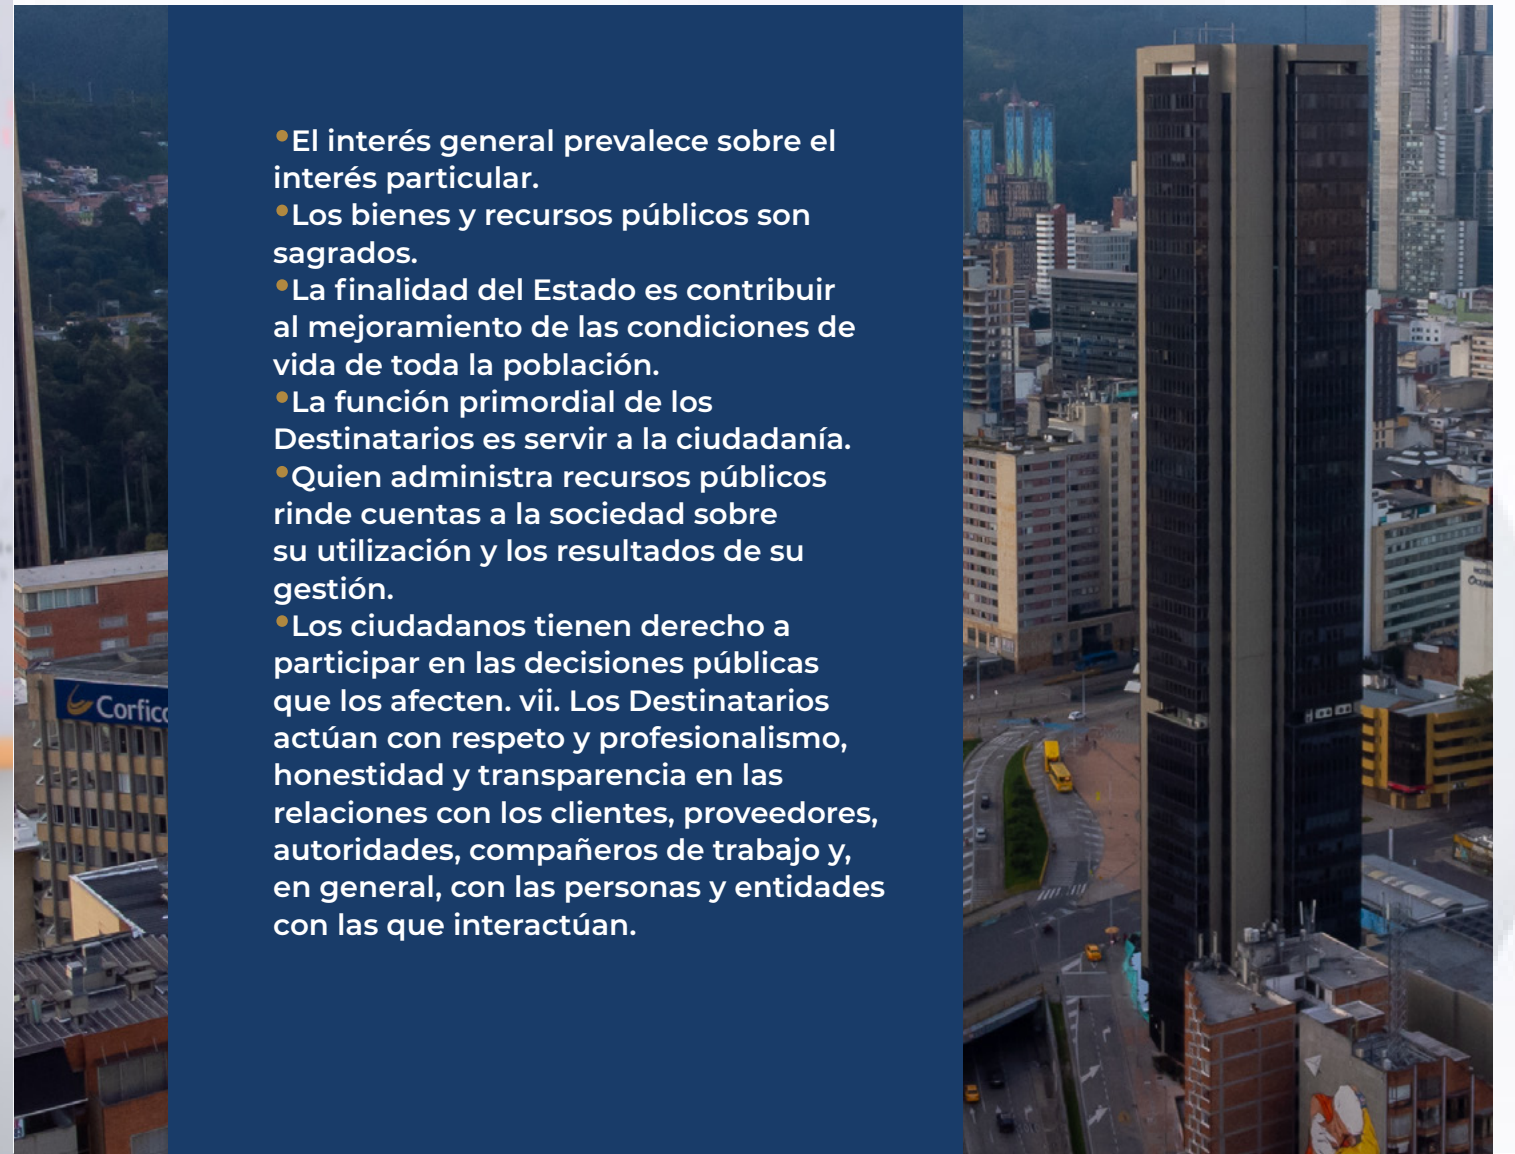 •El interés general prevalece sobre el
interés particular.
•Los bienes y recursos públicos son
sagrados.
•La finalidad del Estado es contribuir
al mejoramiento de las condiciones de
vida de toda la población.
•La función primordial de los
Destinatarios es servir a la ciudadanía.
•Quien administra recursos públicos
rinde cuentas a la sociedad sobre
su utilización y los resultados de su
gestión.
•Los ciudadanos tienen derecho a
participar en las decisiones públicas
que los afecten. vii. Los Destinatarios
actúan con respeto y profesionalismo,
honestidad y transparencia en las
relaciones con los clientes, proveedores,
autoridades, compañeros de trabajo y,
en general, con las personas y entidades
con las que interactúan.
Corfico